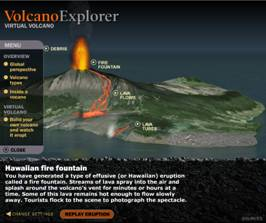 VolcanoExplorer
VIRTUAL VOLCANO
MENU
OVERVIEW
Global
perspective
Volcano
types
Inside a
volcano
VIRTUAL
VOLCANO
Build your
own volcano
and watch
it erupt
CLOSE
DEBRIS
FIRE
FOUNTAIN
LAVA
FLOWS
LAVA
TUBES
Hawaiian fire fountain
You have generated a type of effusive (or Hawaiian) eruption
called a fire fountain. Streams of lava spray into the air and
splash around the volcano's vent for minutes or hours at a
time. Some of this lava remains hot enough to flow slowly
away. Tourists flock to the scene to photograph the spectacle.
CHANGE SETTINGS
REPLAY ERUPTION
SOURCES